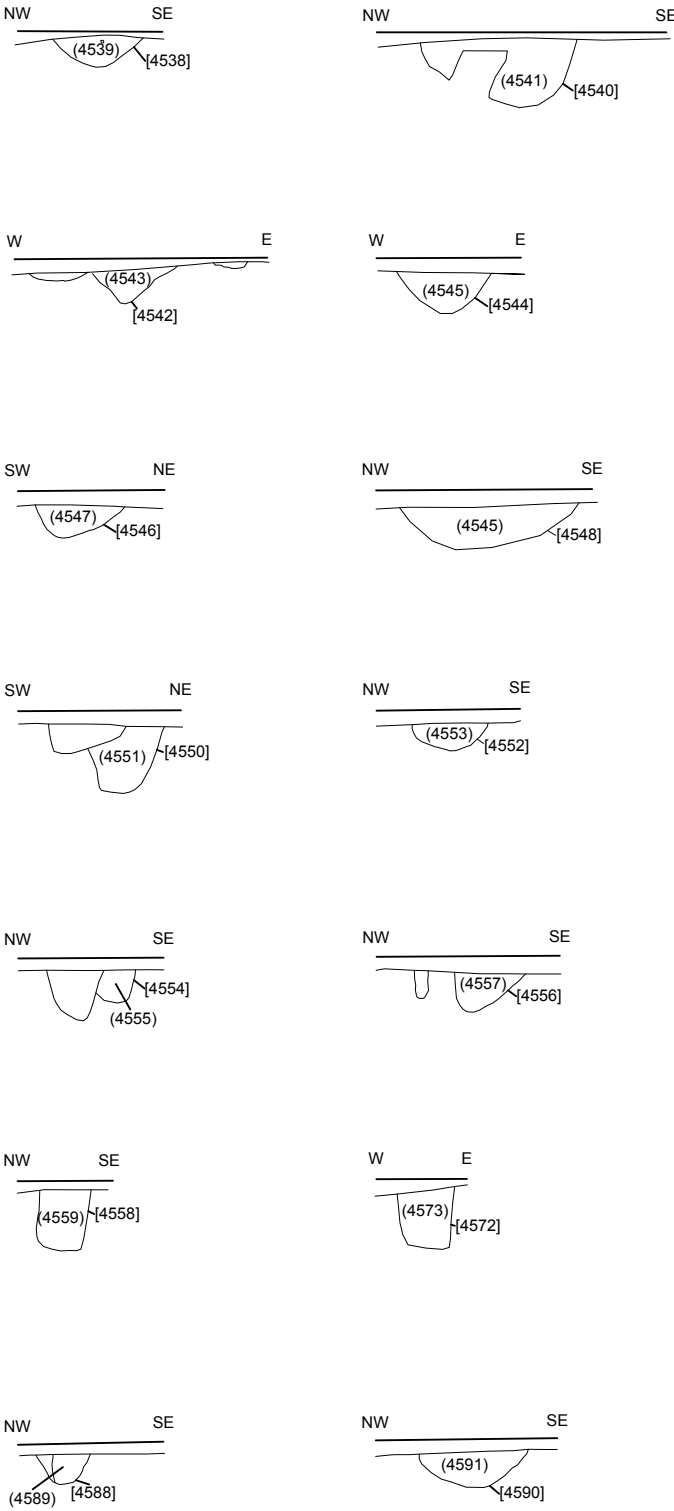 NW SE
(4539)
[4538]
NW SE
(4541)
[4540]
W E
(4543)
[4542]
W E
(4545)
[4544]
SW NE
(4547)
[4546]
NW SE
(4545)
[4548]
SW NE
(4551)
[4550]
NW SE
(4553)
[4552]
NW SE
[4554]
(4555)
NW SE
(4557)
[4556]
NW SE
(4559)
[4558]
W E
(4573)
[4572]
NW SE
(4589)
[4588]
NW SE
(4591)
[4590]